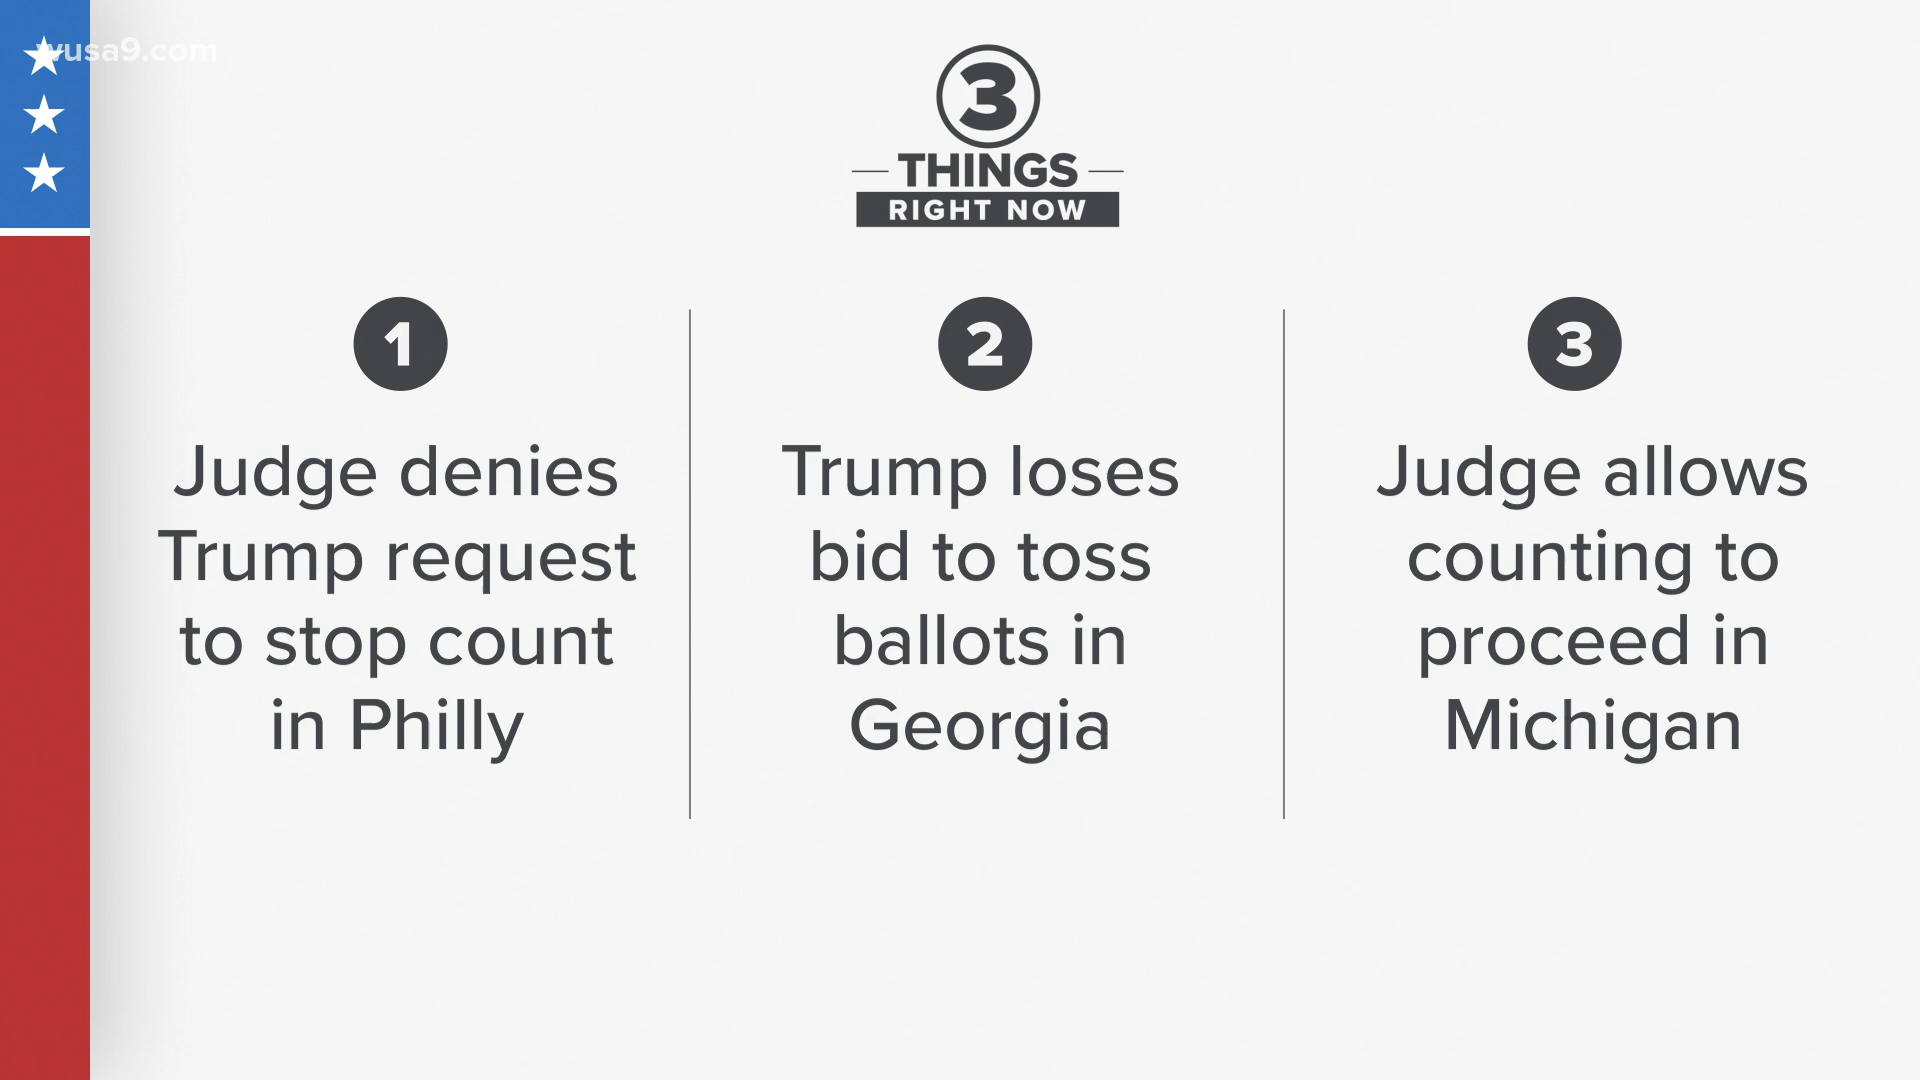 wusa9.com
3
THINGS
RIGHT NOW
1
Judge denies
Trump request
to stop count
in Philly
2
Trump loses
bid to toss
ballots in
Georgia
3
Judge allows
counting to
proceed in
Michigan